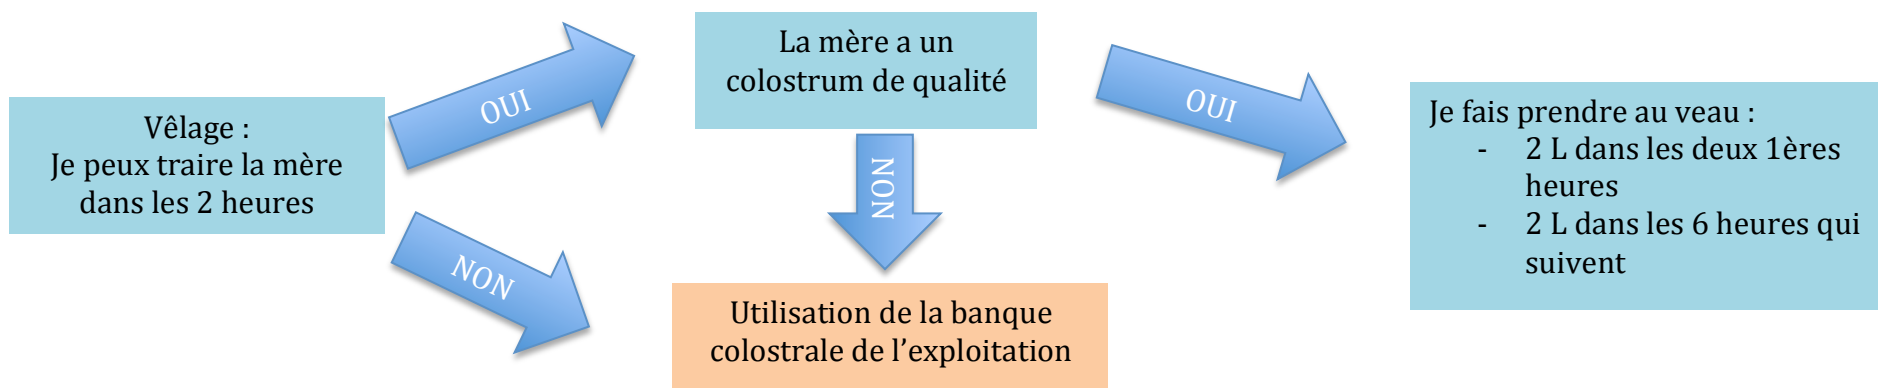 Vêlage :
Je peux traire la mère
dans les 2 heures
OUI
NON
La mère a un
colostrum de qualité
NON
Utilisation de la banque
colostrale de l’exploitation
OUI
Je fais prendre au veau :
- 2 L dans les deux 1ères
heures
- 2 L dans les 6 heures qui
suivent